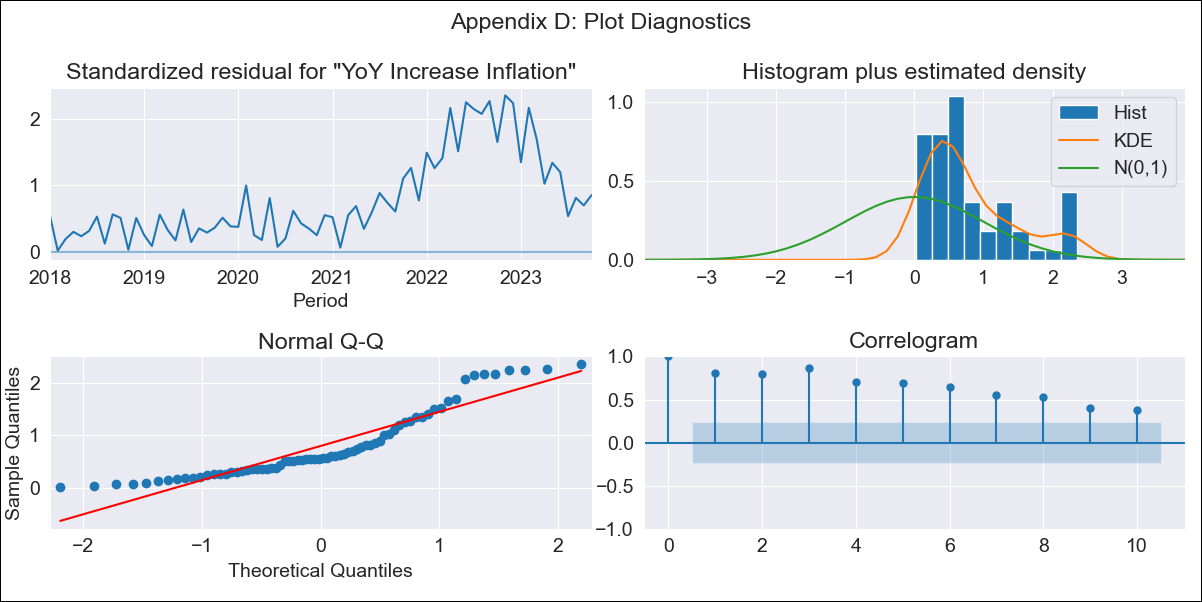 Appendix D: Plot Diagnostics
Standardized residual for "YoY Increase Inflation"
2
1
0
2018 2019 2020 2021 2022 2023
Period
Histogram plus estimated density
1.0
0.5
0.0
Hist
KDE
N(0,1)
−3 −2 −1 0 1 2 3
Normal Q-Q
Sample Quantiles
2
1
0
−2 −1 0 1 2
Theoretical Quantiles
Correlogram
1.0
0.5
0.0
−0.5
−1.0
0 2 4 6 8 10